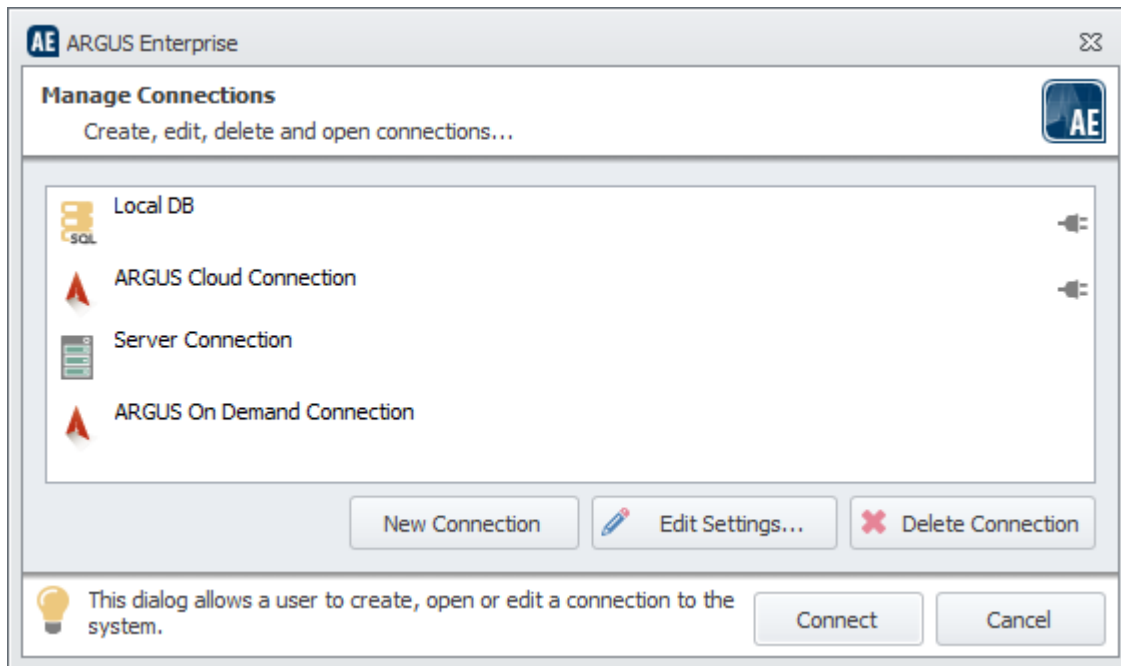 AE ARGUS Enterprise
Manage Connections
Create, edit, delete and open connections...
AE
Local DB
SQL
ARGUS Cloud Connection
Server Connection
ARGUS On Demand Connection
New Connection
Edit Settings...
Delete Connection
This dialog allows a user to create, open or edit a connection to the
system.
Connect
Cancel